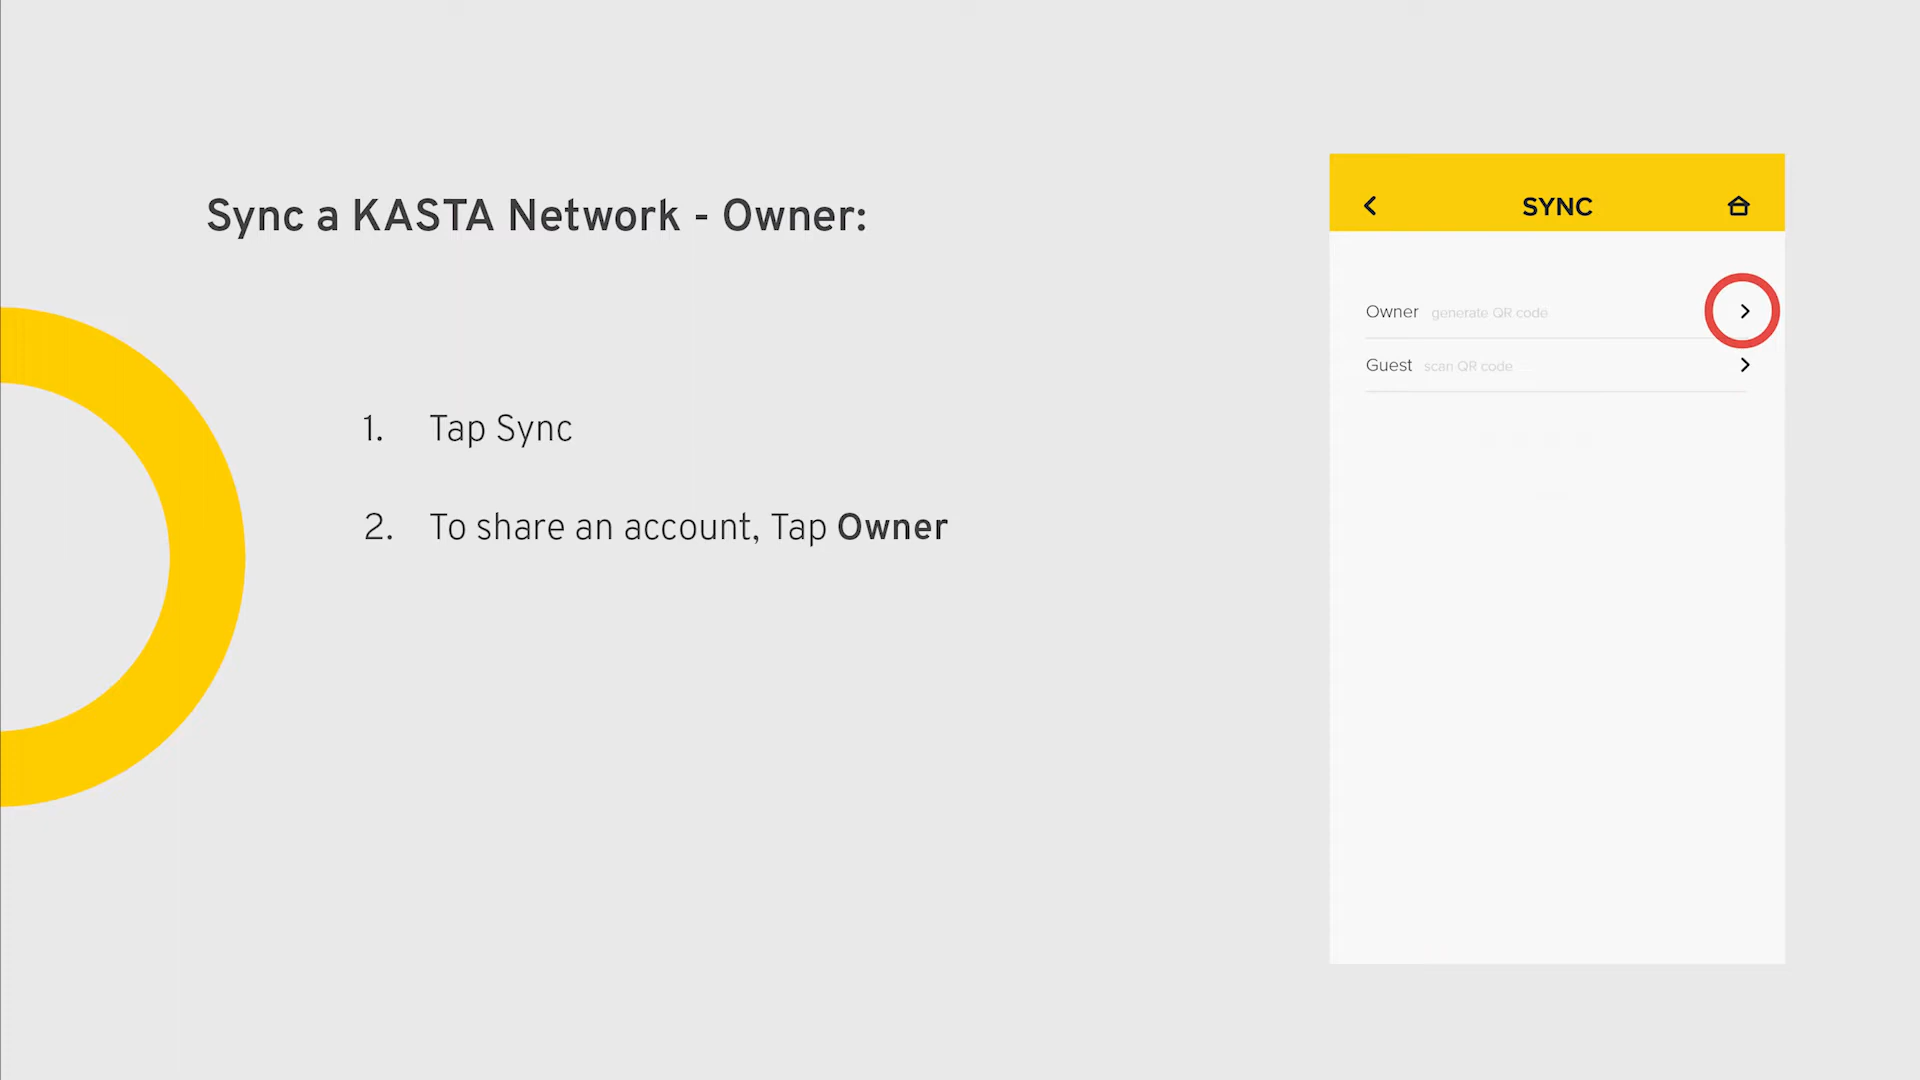 Sync a KASTA Network - Owner:
1. Tap Sync
2. To share an account, Tap Owner
SYNC
Owner generate QR code
Guest scan QR code